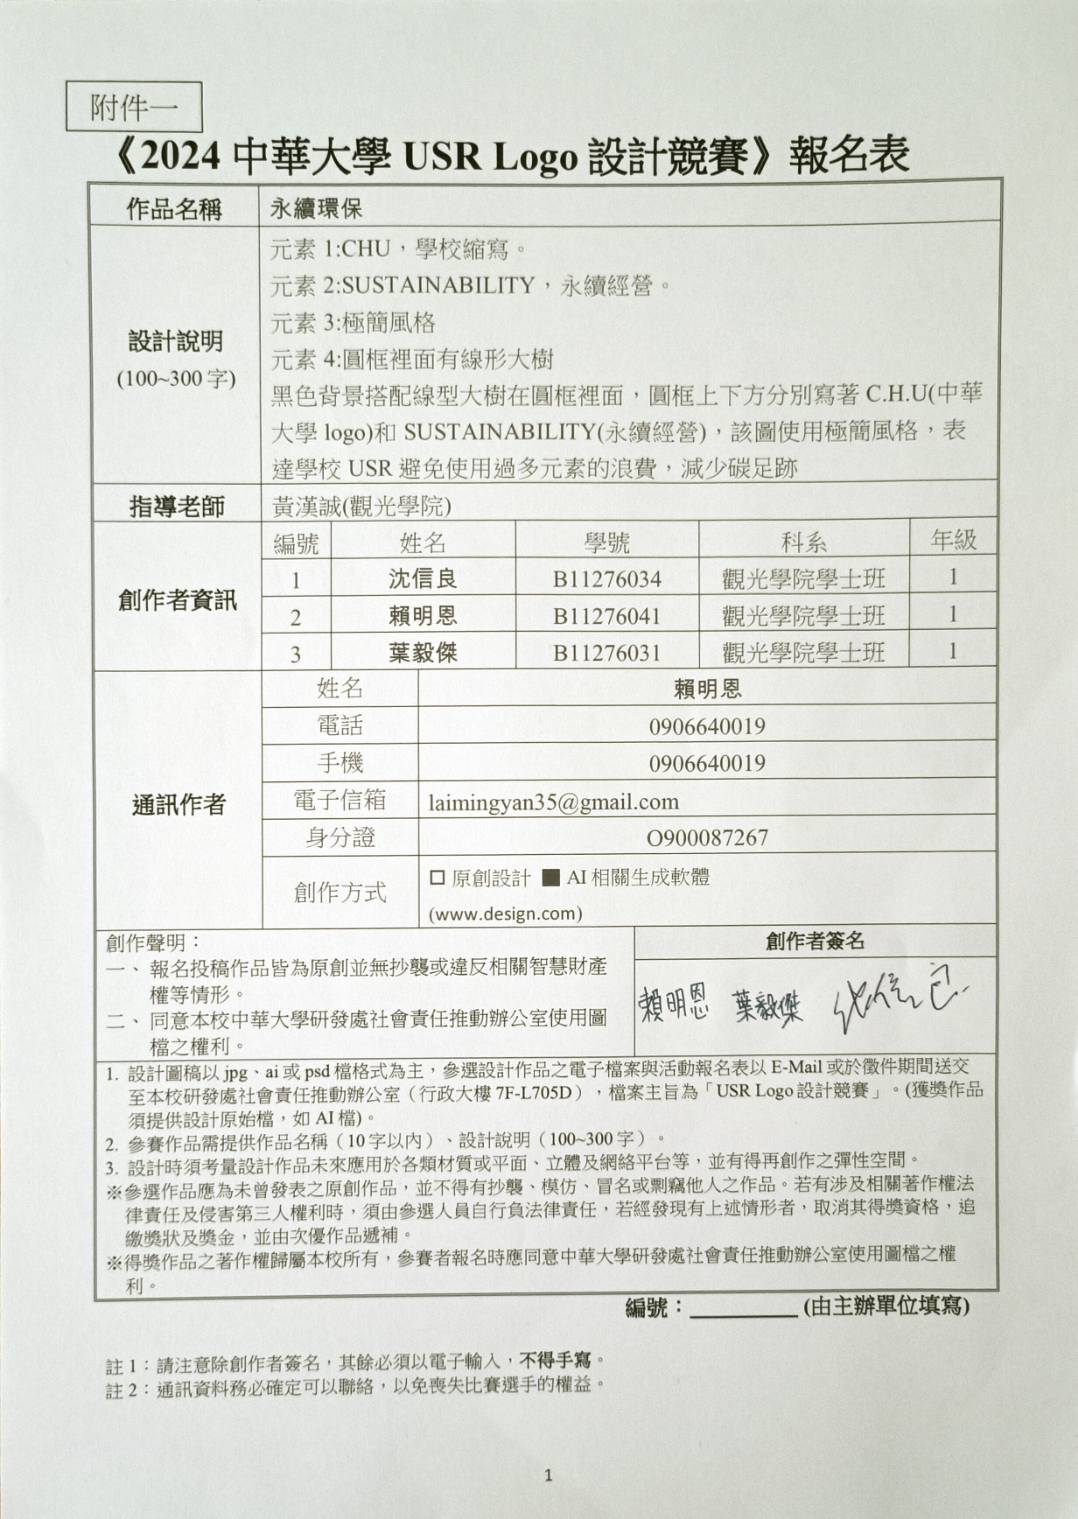 附件一
《2024 中華大學 USR Logo 設計競賽》報名表
作品名稱 永續環保
設計說明
(100~300 字)
元素 1:CHU，學校縮寫。
元素 2:SUSTAINABILITY，永續經營。
元素 3:極簡風格
元素 4:圓框裡面有線形大樹
黑色背景搭配線型大樹在圓框裡面，圓框上下方分別寫著 C.H.U(中華
大學 logo)和 SUSTAINABILITY(永續經營)，該圖使用極簡風格，表
達學校 USR 避免使用過多元素的浪費，減少碳足跡
指導老師 黃漢誠(觀光學院)
創作者資訊
編號 姓名 學號 科系 年級
1 沈信良 B11276034 觀光學院學士班 1
2 賴明恩 B11276041 觀光學院學士班 1
3 葉毅傑 B11276031 觀光學院學士班 1
通訊作者
姓名 賴明恩
電話 0906640019
手機 0906640019
電子信箱 laimingyan35@gmail.com
身分證 O900087267
創作方式 □ 原創設計 ■ AI 相關生成軟體
(www.design.com)
創作聲明：
一、 報名投稿作品皆為原創並無抄襲或違反相關智慧財產
權等情形。
二、 同意本校中華大學研發處社會責任推動辦公室使用圖
檔之權利。
創作者簽名
賴明恩 葉毅傑 沈信良
1. 設計圖稿以 jpg、ai 或 psd 檔格式為主，參選設計作品之電子檔案與活動報名表以 E-Mail 或於徵件期間送交
至本校研發處社會責任推動辦公室（行政大樓 7F-L705D），檔案主旨為「USR Logo 設計競賽」。(獲獎作品
須提供設計原始檔，如 AI 檔)。
2. 參賽作品需提供作品名稱（10 字以內）、設計說明（100~300 字）。
3. 設計時須考量設計作品未來應用於各類材質或平面、立體及網絡平台等，並有得再創作之彈性空間。
※參選作品應為未曾發表之原創作品，並不得有抄襲、模仿、冒名或剽竊他人之作品。若有涉及相關著作權法
律責任及侵害第三人權利時，須由參選人員自行負法律責任，若經發現有上述情形者，取消其得獎資格，追
繳獎狀及獎金，並由次優作品遞補。
※得獎作品之著作權歸屬本校所有，參賽者報名時應同意中華大學研發處社會責任推動辦公室使用圖檔之權
利。
編號：__________ (由主辦單位填寫)
註 1：請注意除創作者簽名，其餘必須以電子輸入，不得手寫。
註 2：通訊資料務必確定可以聯絡，以免喪失比賽選手的權益。
1